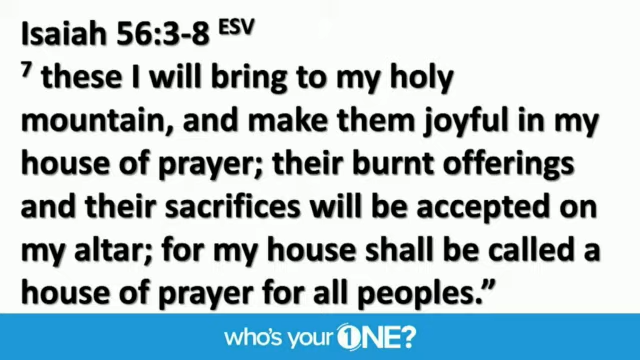 Isaiah 56:3-8 ESV
7 these I will bring to my holy
mountain, and make them joyful in my
house of prayer; their burnt offerings
and their sacrifices will be accepted on
my altar; for my house shall be called a
house of prayer for all peoples.”
who's your 1NE?